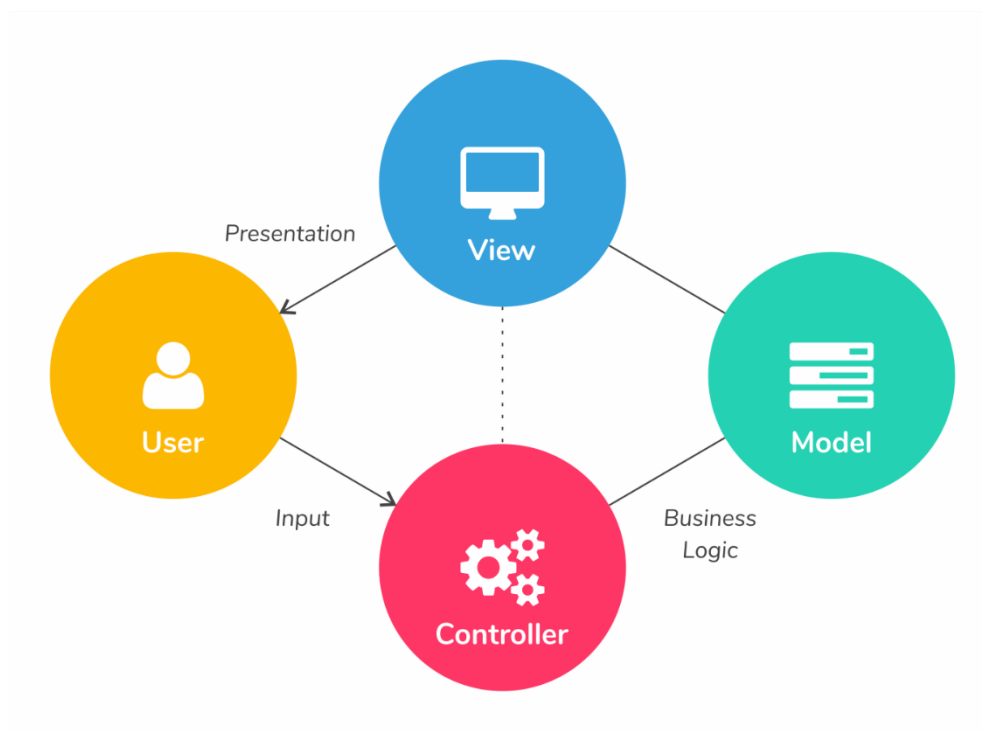 View
Presentation
User
Model
Input
Business
Logic
Controller